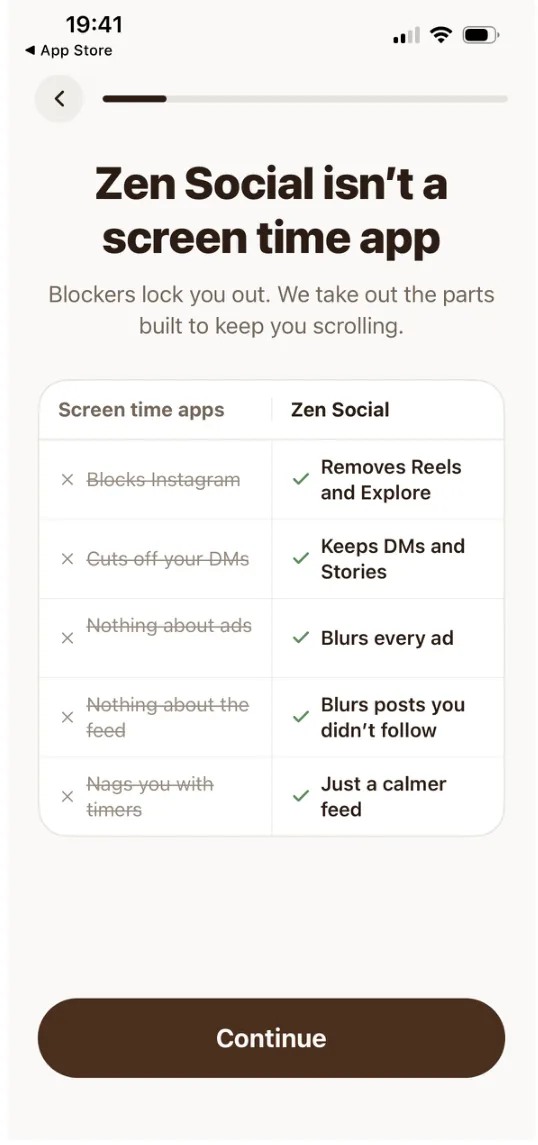 19:41
◀ App Store
Zen Social isn't a
screen time app
Blockers lock you out. We take out the parts
built to keep you scrolling.
Screen time apps
Zen Social
Blocks Instagram
Removes Reels
and Explore
Cuts off your DMs
Keeps DMs and
Stories
Nothing about ads
Blurs every ad
Nothing about the
feed
Blurs posts you
didn't follow
Nags you with
timers
Just a calmer
feed
Continue